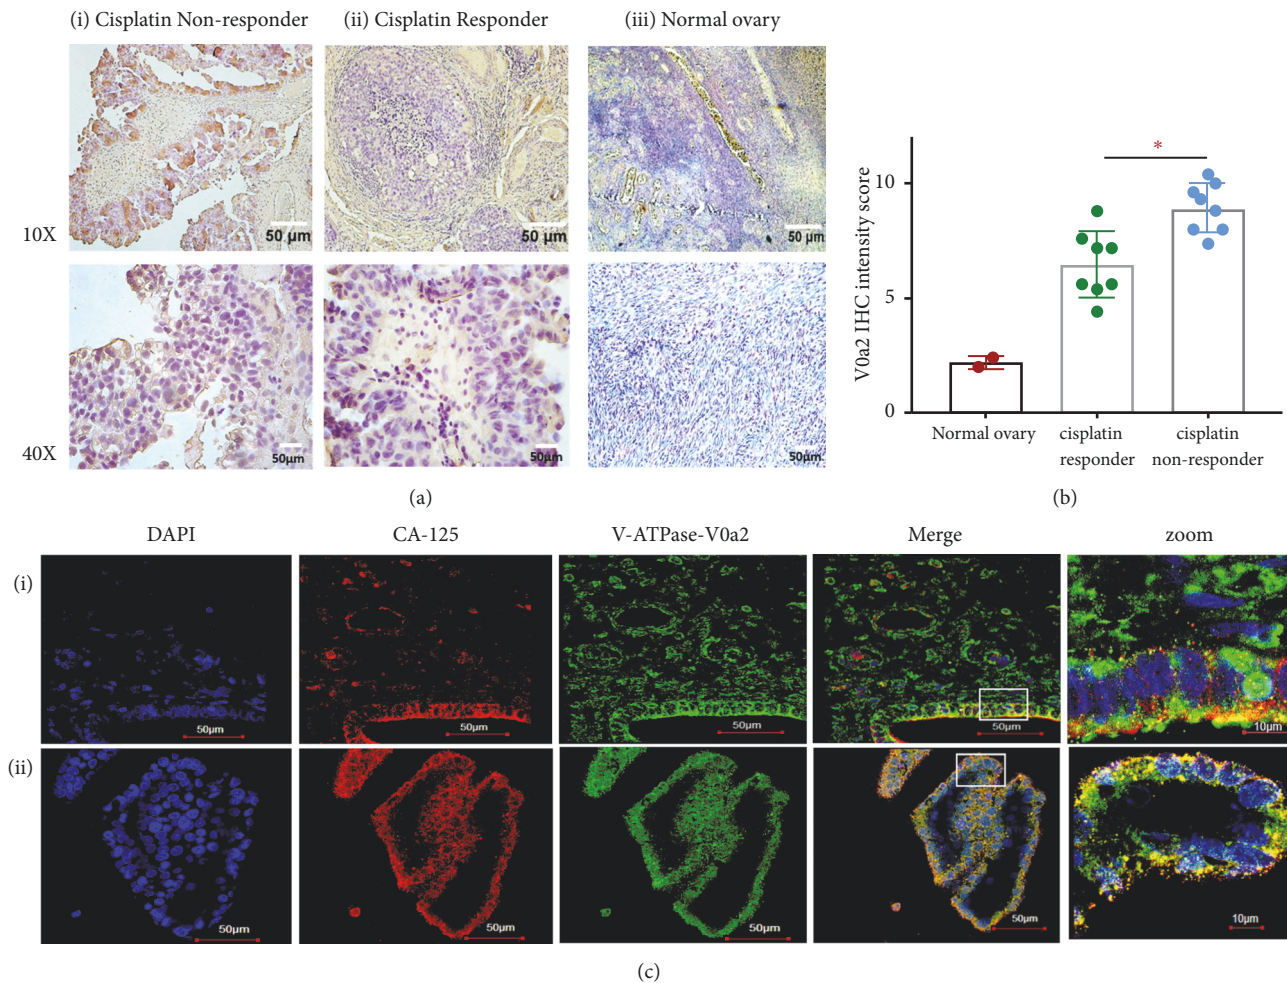 (i) Cisplatin Non-responder
(ii) Cisplatin Responder
(iii) Normal ovary
10X
50 µm
50 µm
50 µm
40X
50µm
50µm
50µm
(a)
V0a2 IHC intensity score
10
5
0
*
Normal ovary
cisplatin
responder
cisplatin
non-responder
(b)
DAPI
CA-125
V-ATPase-V0a2
Merge
zoom
(i)
50µm
50µm
50µm
50µm
10µm
(ii)
50µm
50µm
50µm
50µm
10µm
(c)